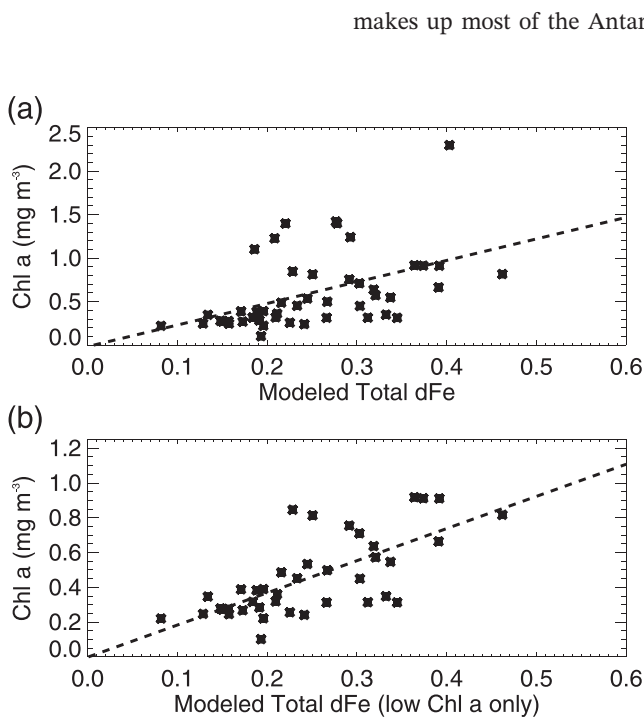 makes up most of the Antar
(a)
2.5
2.0
1.5
1.0
0.5
0.0
Chl a (mg m-3)
0.0 0.1 0.2 0.3 0.4 0.5 0.6
Modeled Total dFe
(b)
1.2
1.0
0.8
0.6
0.4
0.2
0.0
Chl a (mg m-3)
0.0 0.1 0.2 0.3 0.4 0.5 0.6
Modeled Total dFe (low Chl a only)